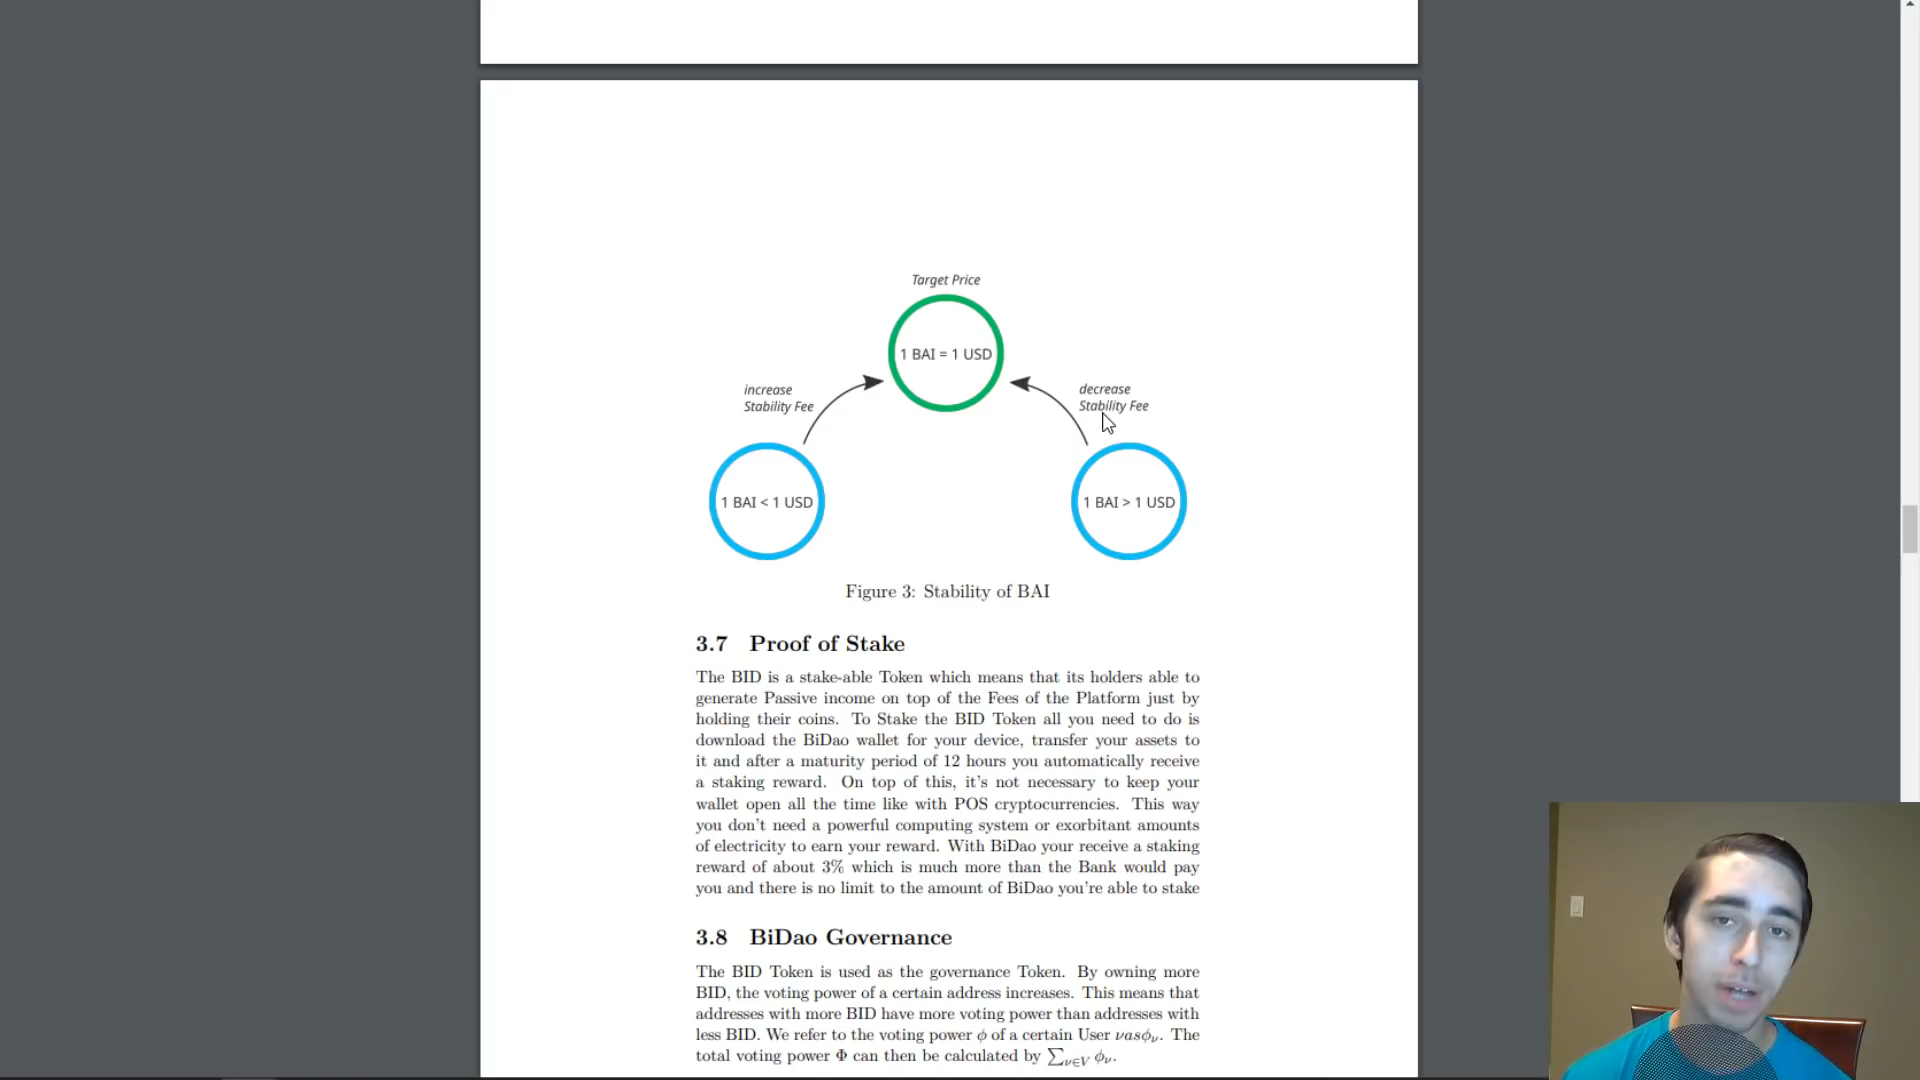 Target Price
1 BAI = 1 USD
increase
Stability Fee
decrease
Stability Fee
1 BAI < 1 USD
1 BAI > 1 USD
Figure 3: Stability of BAI
3.7 Proof of Stake
The BID is a stake-able Token which means that its holders able to
generate Passive income on top of the Fees of the Platform just by
holding their coins. To Stake the BID Token all you need to do is
download the BiDao wallet for your device, transfer your assets to
it and after a maturity period of 12 hours you automatically receive
a staking reward. On top of this, it's not necessary to keep your
wallet open all the time like with POS cryptocurrencies. This way
you don't need a powerful computing system or exorbitant amounts
of electricity to earn your reward. With BiDao your receive a staking
reward of about 3% which is much more than the Bank would pay
you and there is no limit to the amount of BiDao you're able to stake
3.8 BiDao Governance
The BID Token is used as the governance Token. By owning more
BID, the voting power of a certain address increases. This means that
addresses with more BID have more voting power than addresses with
less BID. We refer to the voting power ϕ of a certain User νasϕᵥ. The
total voting power Φ can then be calculated by ∑ν∈V ϕν.